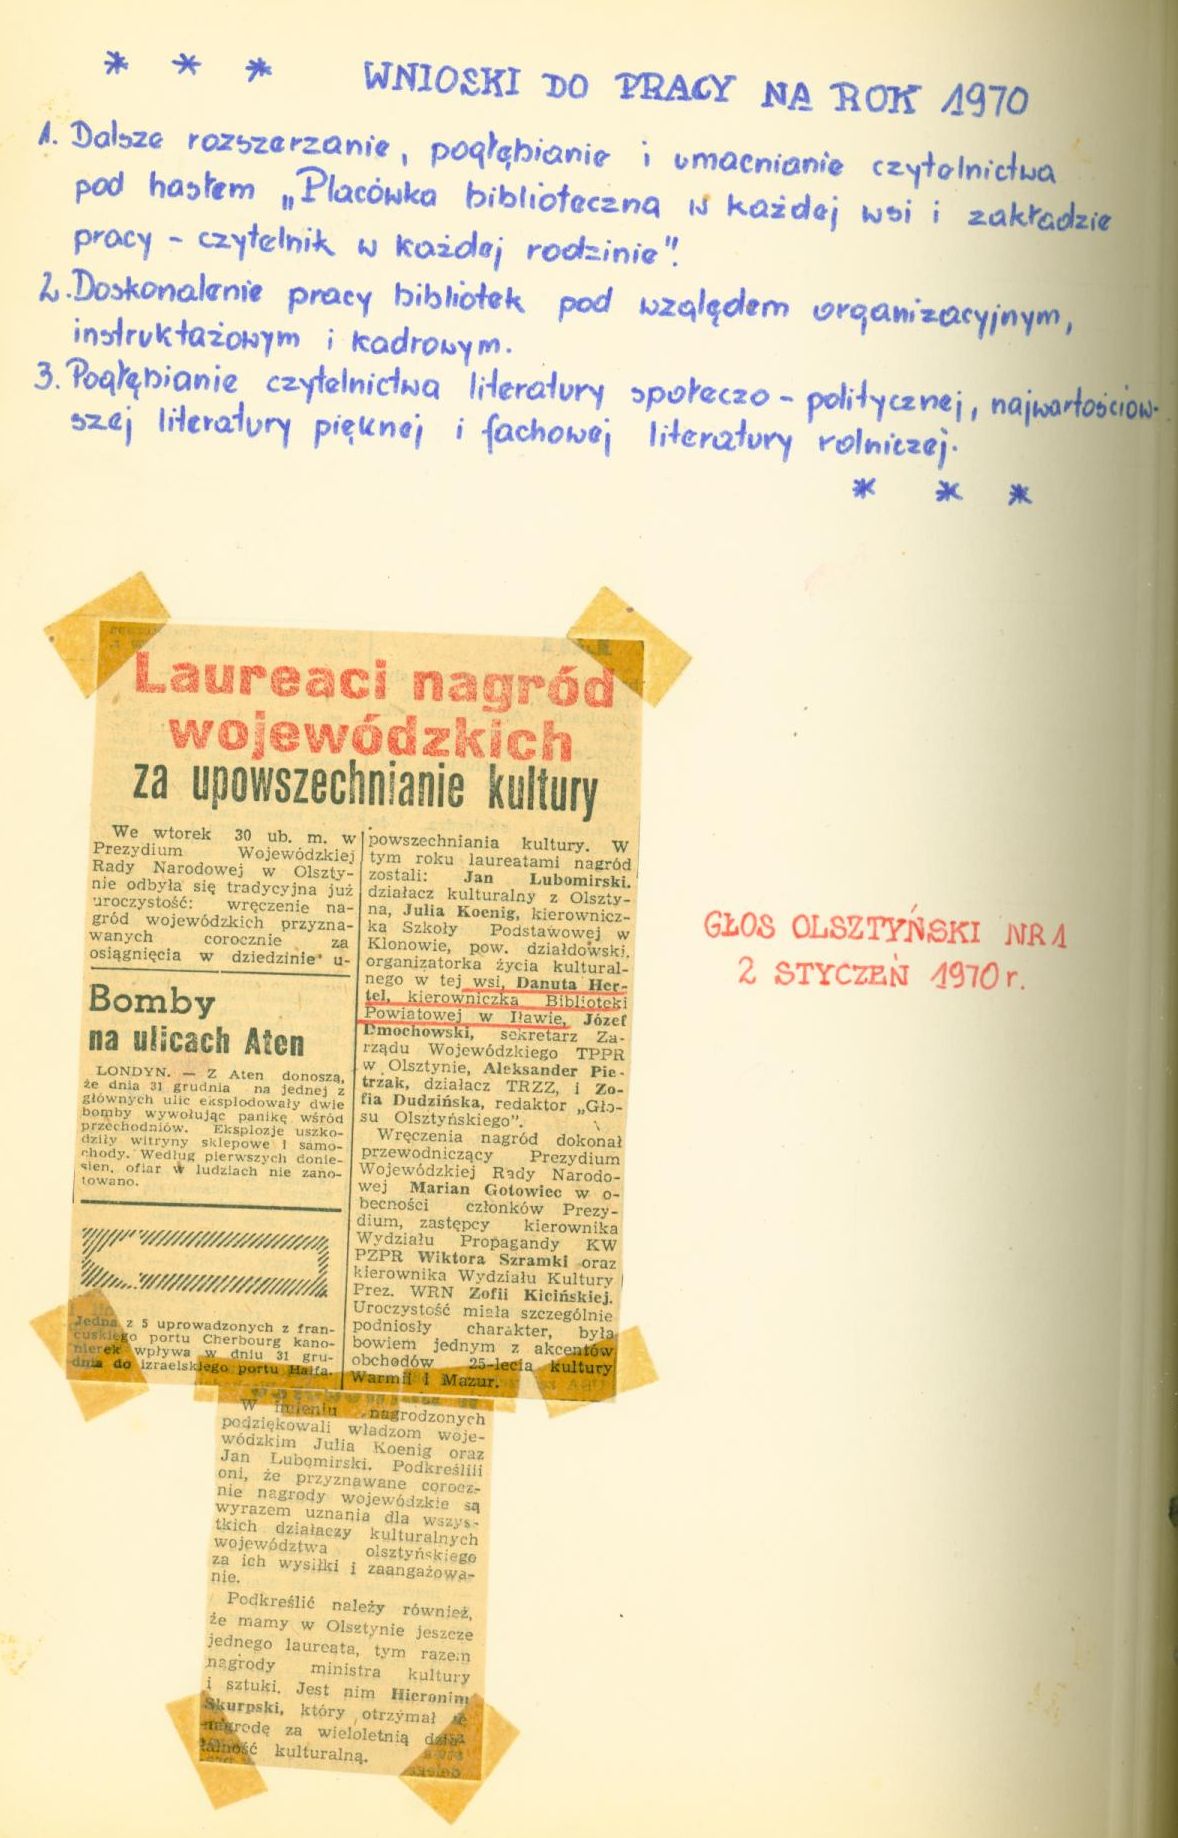 * * * WNIOSKI DO PRACY NA ROK 1970
1. Dalsze rozszerzanie, pogłębianie i umacnianie czytelnictwa
pod hasłem „Placówka biblioteczna w każdej wsi i zakładzie
pracy – czytelnik w każdej rodzinie".
2. Doskonalenie pracy bibliotek pod względem organizacyjnym,
instruktażowym i kadrowym.
3. Pogłębianie czytelnictwa literatury społeczo – politycznej, najwartościow-
szej literatury pięknej i fachowej literatury rolniczej.
* * *
Laureaci nagród
wojewódzkich
za upowszechnianie kultury
We wtorek 30 ub. m. w
Prezydium Wojewódzkiej
Rady Narodowej w Olszty-
nie odbyła się tradycyjna już
uroczystość: wręczenie na-
gród wojewódzkich przyzna-
wanych corocznie za
osiągnięcia w dziedzinie u-
powszechniania kultury. W
tym roku laureatami nagród
zostali: Jan Lubomirski,
działacz kulturalny z Olszty-
na, Julia Koenig, kierownicz-
ka Szkoły Podstawowej w
Klonowie, pow. działdowski,
organizatorka życia kultural-
nego w tej wsi, Danuta Her-
tel, kierowniczka Biblioteki
Powiatowej w Iławie, Józef
Dmochowski, sekretarz Za-
rządu Wojewódzkiego TPPR
w Olsztynie, Aleksander Pie-
trzak, działacz TRZZ, i Zo-
fia Dudzińska, redaktor „Gło-
su Olsztyńskiego".
Wręczenia nagród dokonał
przewodniczący Prezydium
Wojewódzkiej Rady Narodo-
wej Marian Gotowiec w o-
becności członków Prezy-
dium, zastępcy kierownika
Wydziału Propagandy KW
PZPR Wiktora Szramki oraz
kierownika Wydziału Kultury
Prez. WRN Zofii Kicińskiej.
Uroczystość miała szczególnie
podniosły charakter, była
bowiem jednym z akcentów
obchodów 25-lecia kultury
Warmii i Mazur.
Bomby
na ulicach Aten
LONDYN. — Z Aten donoszą,
że dnia 31 grudnia na jednej z
głównych ulic eksplodowały dwie
bomby wywołując panikę wśród
przechodniów. Eksplozje uszko-
dziły witryny sklepowe i samo-
chody. Według pierwszych donie-
sień, ofiar w ludziach nie zano-
towano.
Jedna z 5 uprowadzonych z fran-
cuskiego portu Cherbourg kano-
nierek wpływa w dniu 31 gru-
dnia do izraelskiego portu Haifa.
W imieniu nagrodzonych
podziękowali władzom woje-
wódzkim Julia Koenig oraz
Jan Lubomirski. Podkreślili
oni, że przyznawane corocz-
nie nagrody wojewódzkie są
wyrazem uznania dla wszys-
tkich działaczy kulturalnych
województwa olsztyńskiego
za ich wysiłki i zaangażowa-
nie.
Podkreślić należy również,
że mamy w Olsztynie jeszcze
jednego laureata, tym razem
nagrody ministra kultury
i sztuki. Jest nim Hieronim
Skurpski, który otrzymał tę
nagrodę za wieloletnią dzia-
łalność kulturalną.
GŁOS OLSZTYŃSKI NR 1
2 STYCZEŃ 1970 r.